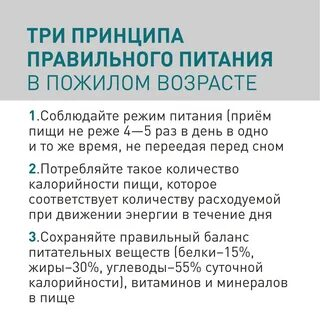 ТРИ ПРИНЦИПА
ПРАВИЛЬНОГО ПИТАНИЯ
В ПОЖИЛОМ ВОЗРАСТЕ
1.Соблюдайте режим питания (приём
пищи не реже 4—5 раз в день в одно
и то же время, не переедая перед сном
2.Потребляйте такое количество
калорийности пищи, которое
соответствует количеству расходуемой
при движении энергии в течение дня
3.Сохраняйте правильный баланс
питательных веществ (белки–15%,
жиры–30%, углеводы–55% суточной
калорийности), витаминов и минералов
в пище